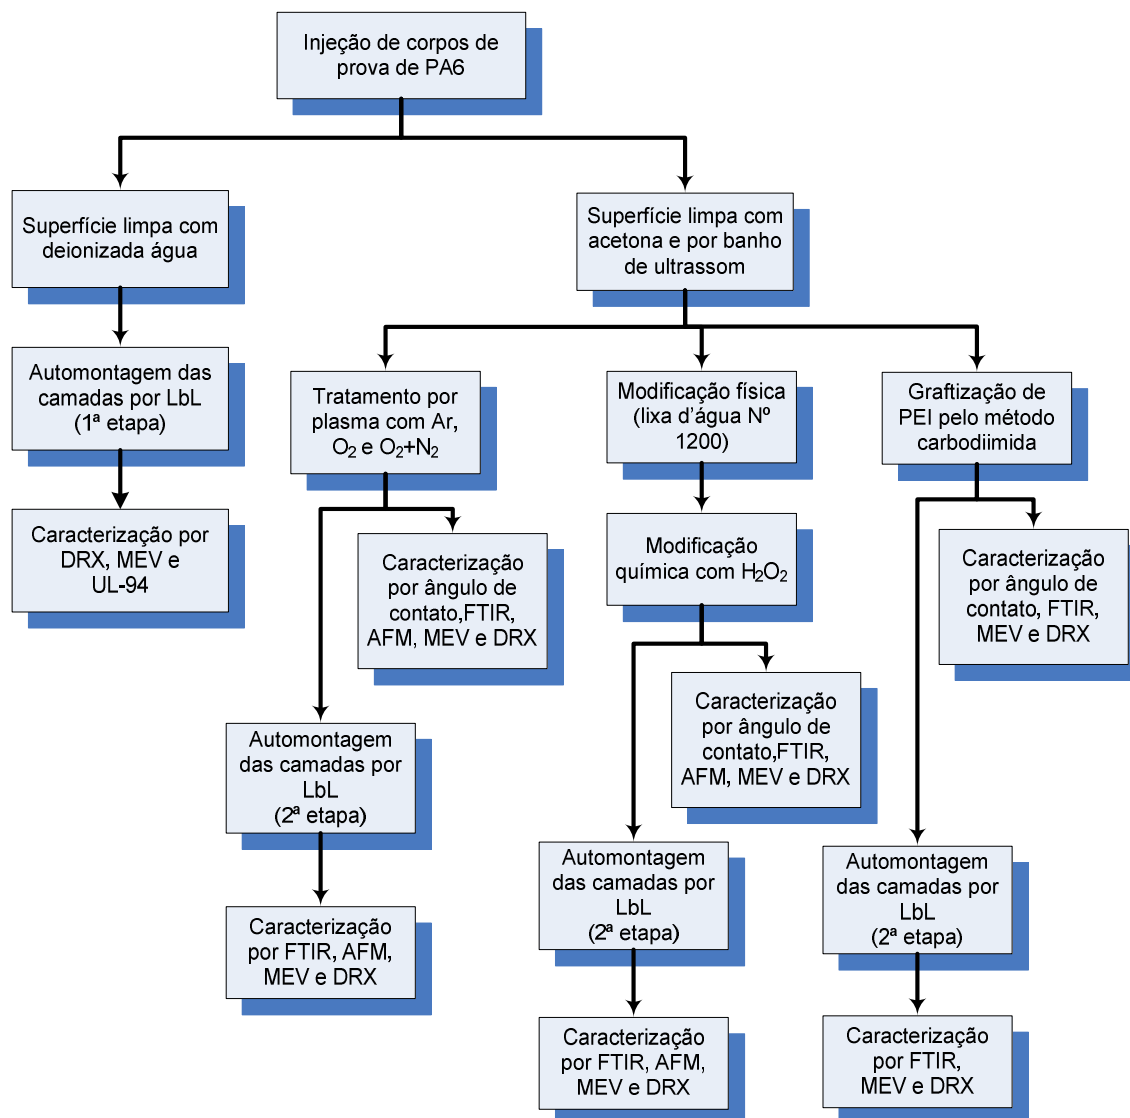 Injeção de corpos de
prova de PA6
Superfície limpa com
deionizada água
Superfície limpa com
acetona e por banho
de ultrassom
Automontagem das
camadas por LbL
(1ª etapa)
Tratamento por
plasma com Ar,
O₂ e O₂+N₂
Modificação física
(lixa d'água Nº
1200)
Graftização de
PEI pelo método
carbodiimida
Caracterização por
DRX, MEV e
UL-94
Caracterização
por ângulo de
contato,FTIR,
AFM, MEV e DRX
Modificação
química com H₂O₂
Caracterização
por ângulo de
contato, FTIR,
MEV e DRX
Caracterização
por ângulo de
contato,FTIR,
AFM, MEV e DRX
Automontagem
das camadas por
LbL
(2ª etapa)
Automontagem
das camadas por
LbL
(2ª etapa)
Automontagem
das camadas por
LbL
(2ª etapa)
Caracterização
por FTIR, AFM,
MEV e DRX
Caracterização
por FTIR, AFM,
MEV e DRX
Caracterização
por FTIR,
MEV e DRX